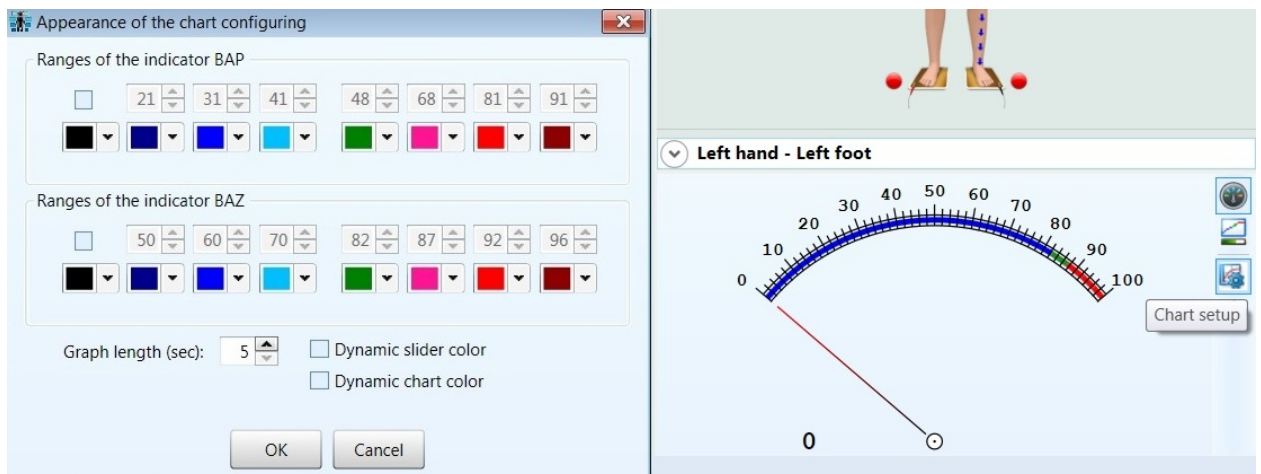 Appearance of the chart configuring
Ranges of the indicator BAP
21 31 41 48 68 81 91
Ranges of the indicator BAZ
50 60 70 82 87 92 96
Graph length (sec): 5
Dynamic slider color
Dynamic chart color
OK Cancel
Left hand - Left foot
0 10 20 30 40 50 60 70 80 90 100
Chart setup
0